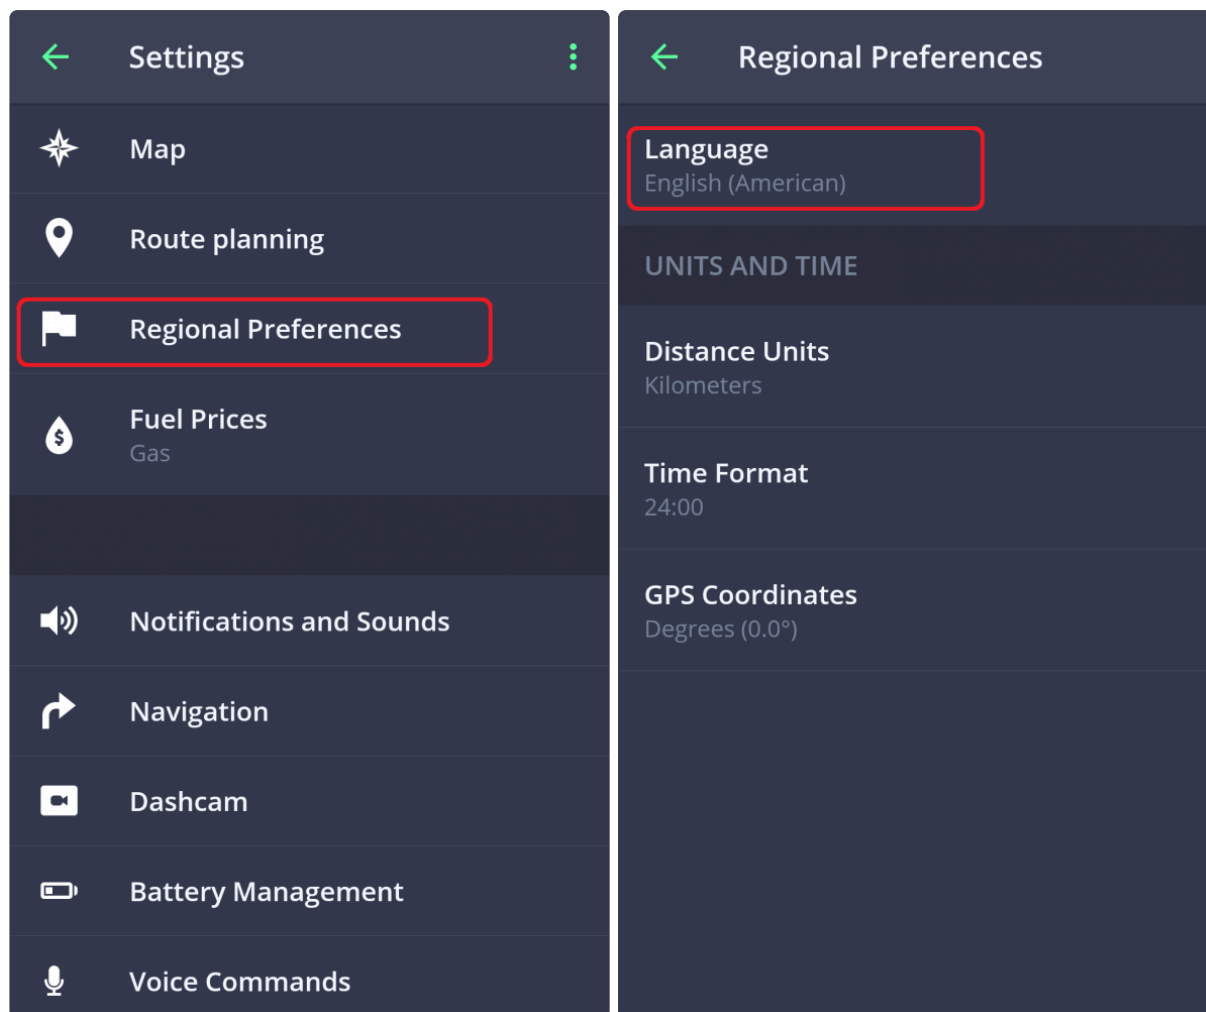 Settings
Map
Route planning
Regional Preferences
Fuel Prices
Gas
Notifications and Sounds
Navigation
Dashcam
Battery Management
Voice Commands
Regional Preferences
Language
English (American)
UNITS AND TIME
Distance Units
Kilometers
Time Format
24:00
GPS Coordinates
Degrees (0.0°)